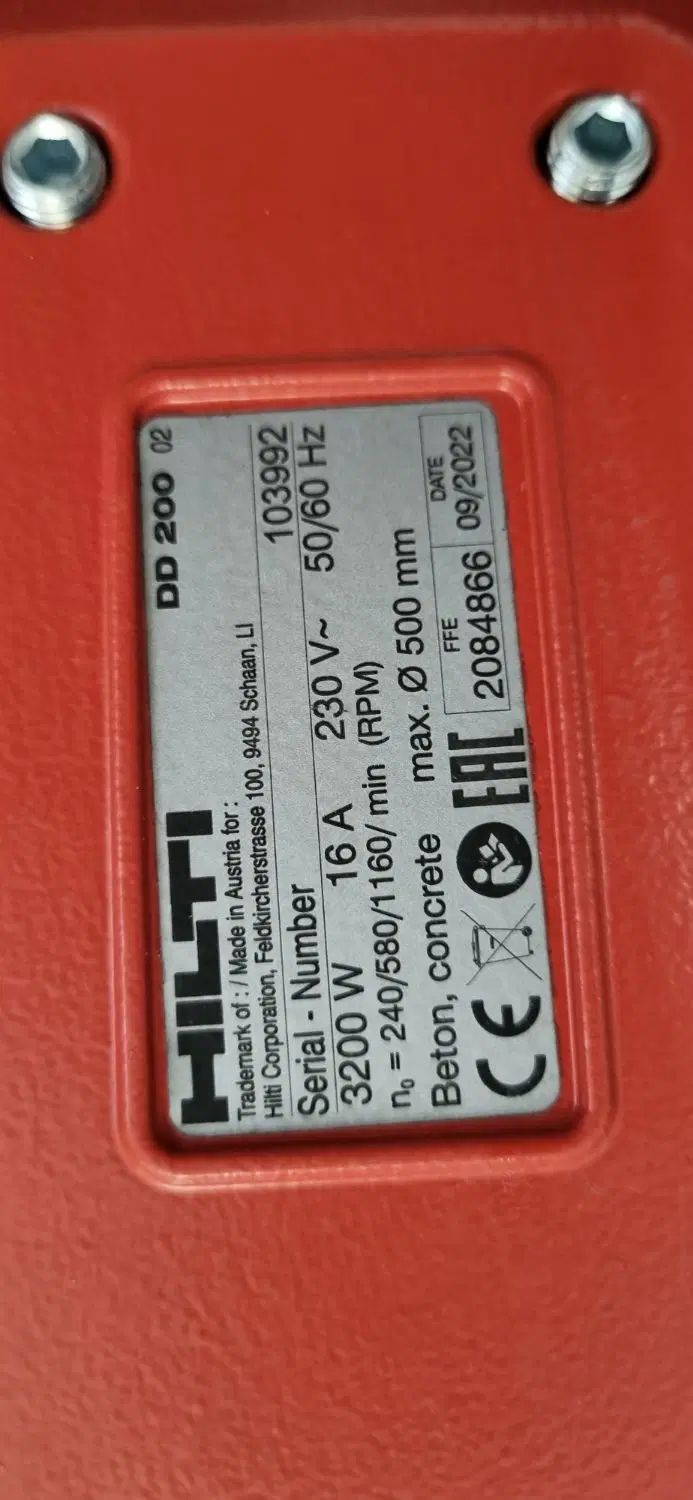 HILTI DD 200 02
Trademark of : / Made in Austria for :
Hilti Corporation, Feldkircherstrasse 100, 9494 Schaan, LI
Serial - Number 103992
3200 W 16 A 230 V~ 50/60 Hz
n₀ = 240/580/1160/ min (RPM)
Beton, concrete max. Ø 500 mm
CE EAC
FFE DATE
2084866 09/2022